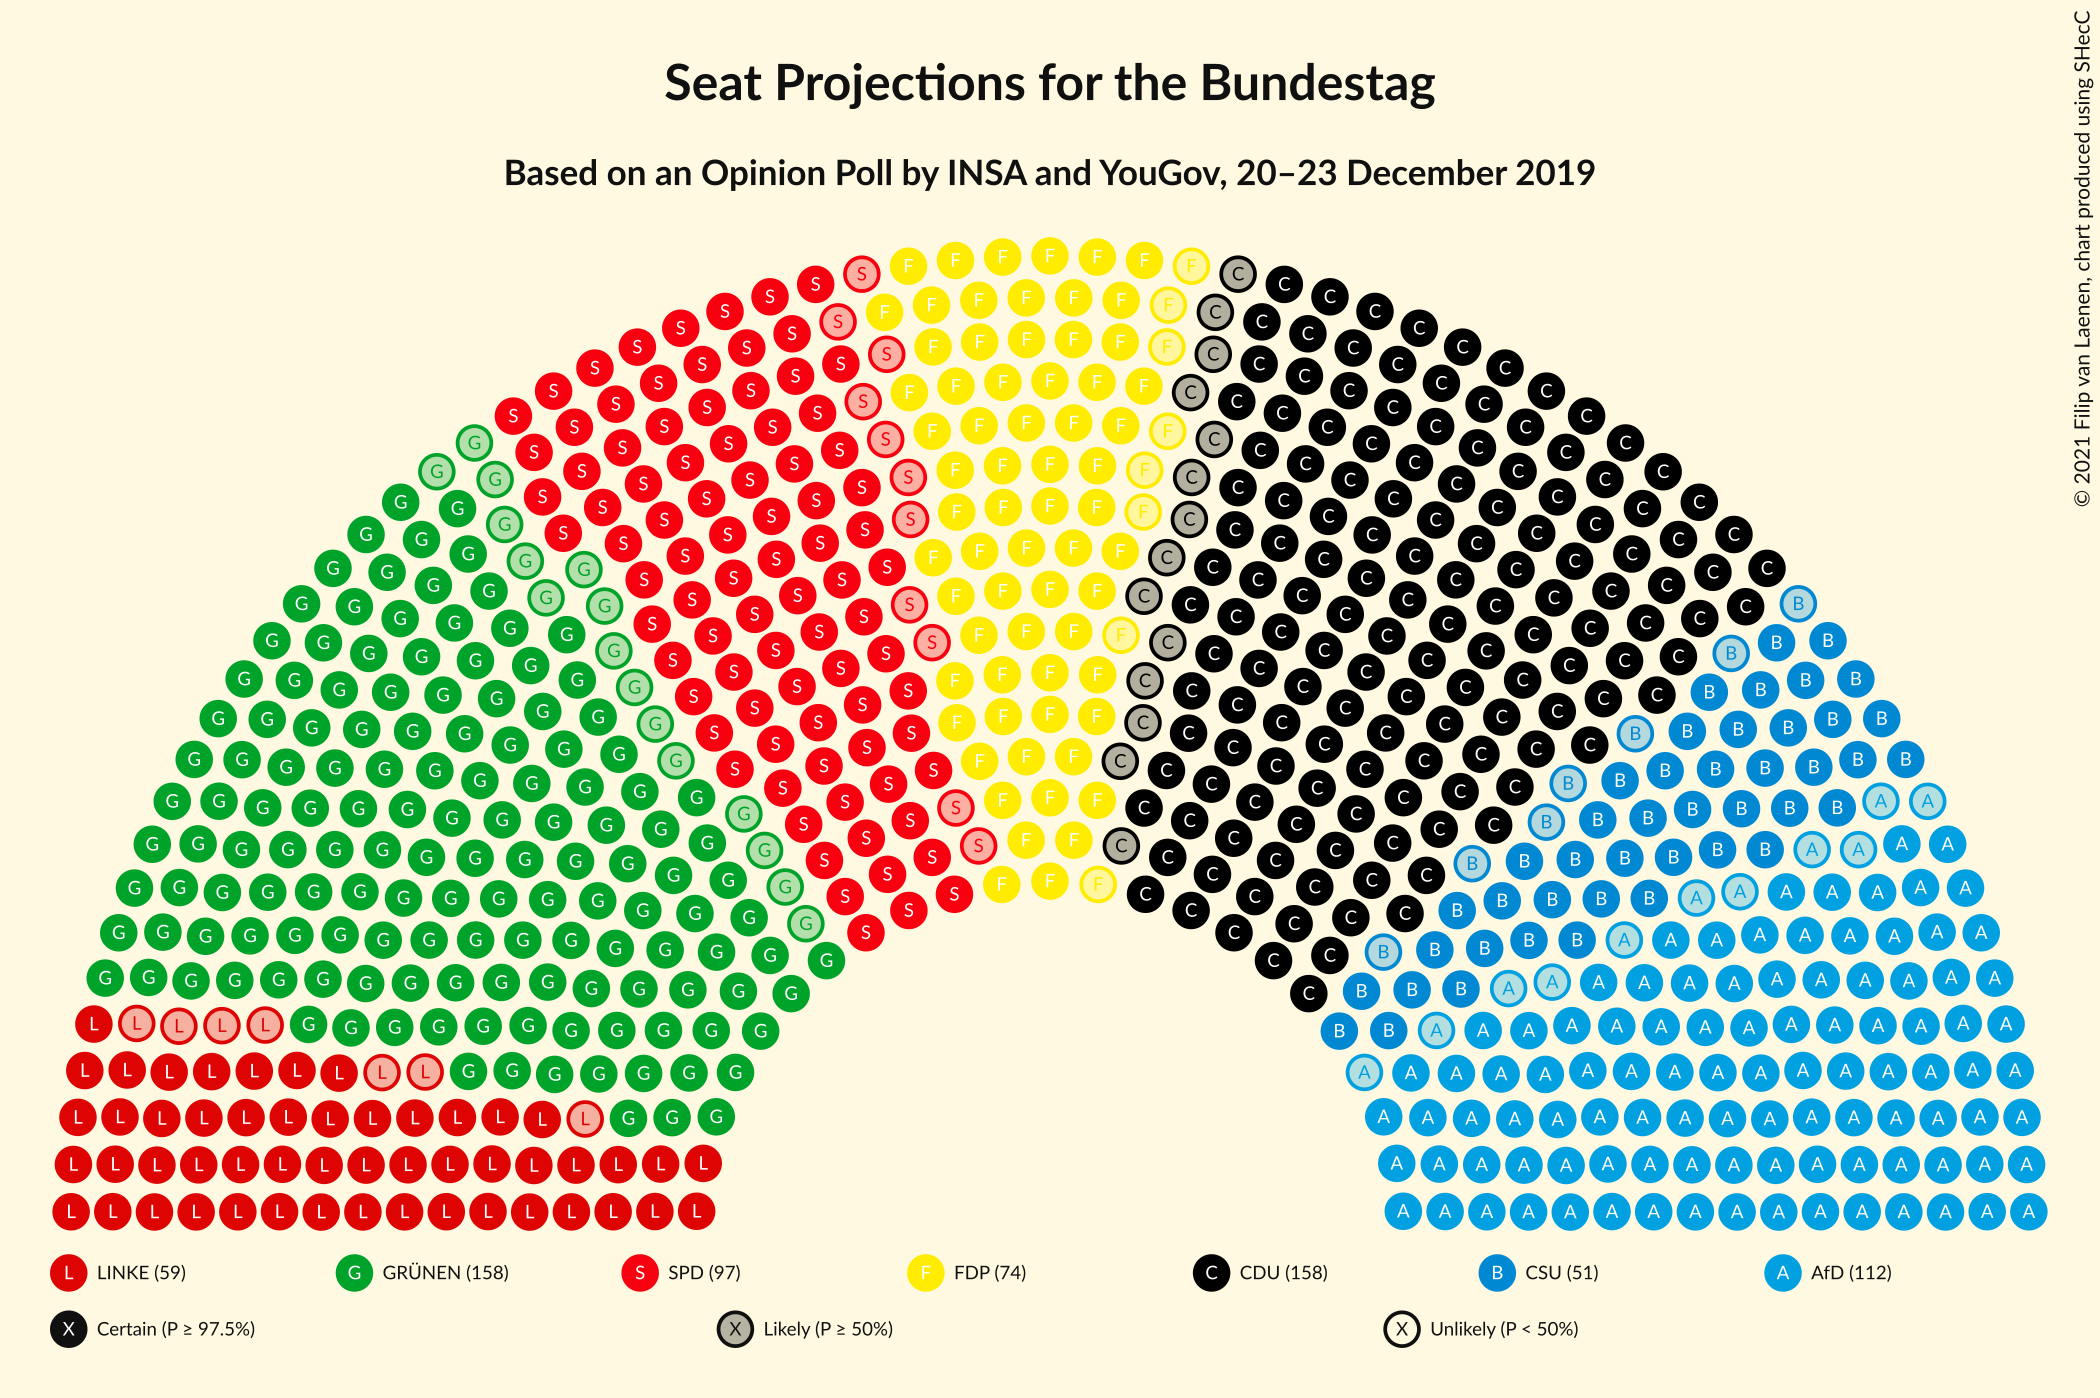 Seat Projections for the Bundestag
Based on an Opinion Poll by INSA and YouGov, 20–23 December 2019
© 2021 Filip van Laenen, chart produced using SHecC
L LINKE (59)
G GRÜNEN (158)
S SPD (97)
F FDP (74)
C CDU (158)
B CSU (51)
A AfD (112)
X Certain (P ≥ 97.5%)
X Likely (P ≥ 50%)
X Unlikely (P < 50%)